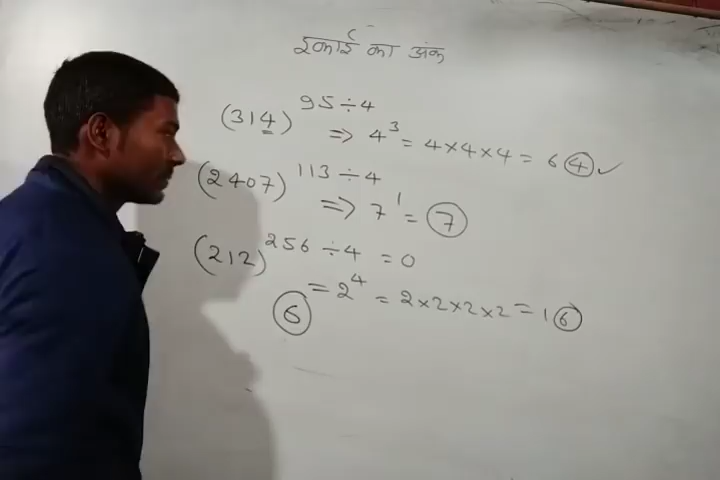 इकाई का अंक
(314)^95÷4
⇒ 4^3 = 4×4×4 = 64 ✓
(2407)^113÷4
⇒ 7^1 = 7
(212)^256÷4 = 0
= 2^4 = 2×2×2×2 = 16
6